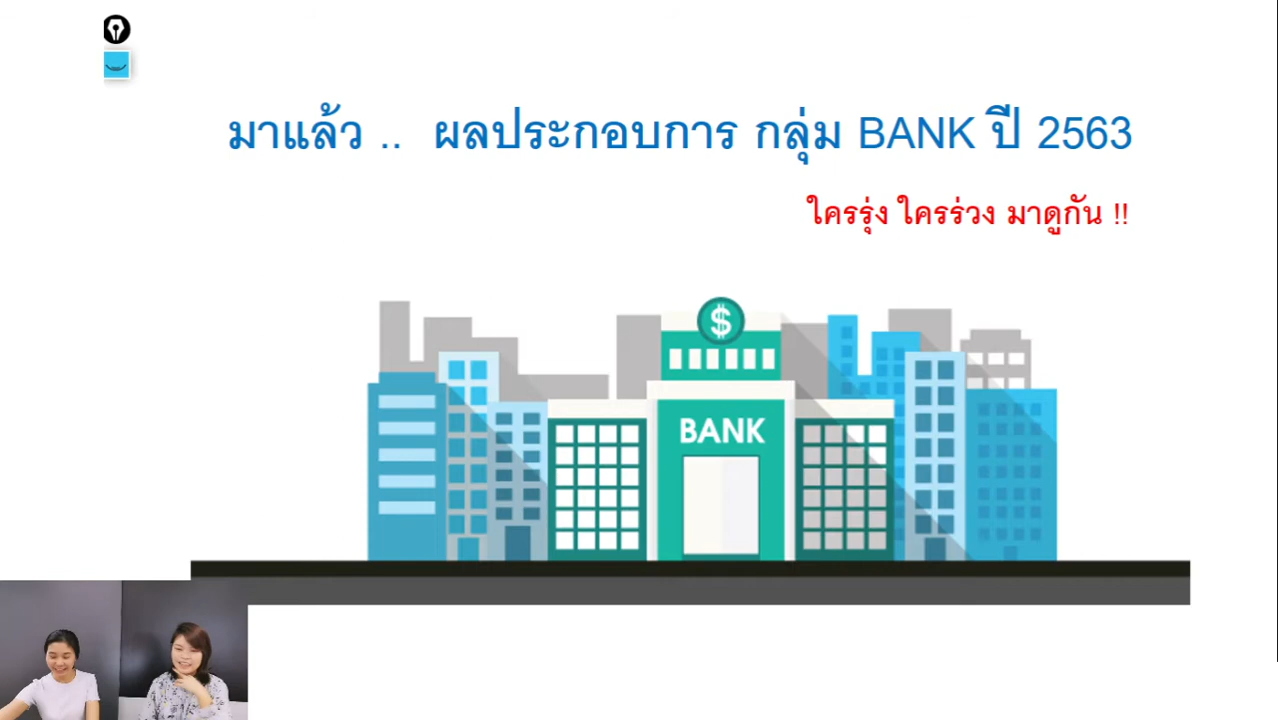 มาแล้ว .. ผลประกอบการ กลุ่ม BANK ปี 2563
ใครรุ่ง ใครร่วง มาดูกัน !!
$
BANK